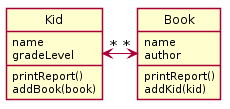 Kid
name
gradeLevel
printReport()
addBook(book)
* *
Book
name
author
printReport()
addKid(kid)